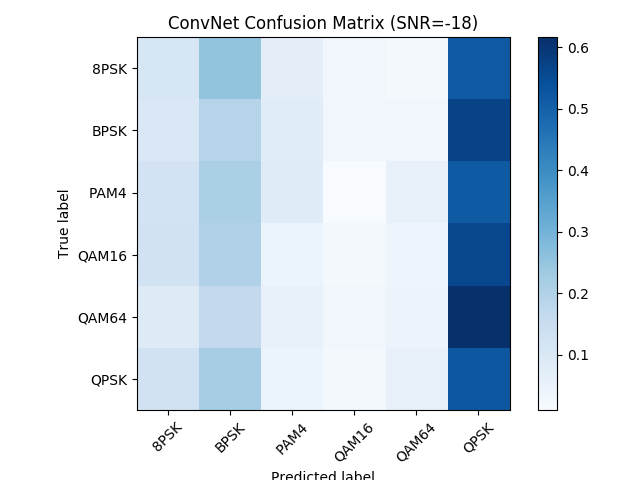 ConvNet Confusion Matrix (SNR=-18)
8PSK
BPSK
PAM4
QAM16
QAM64
QPSK
True label
8PSK
BPSK
PAM4
QAM16
QAM64
QPSK
Predicted label
0.6
0.5
0.4
0.3
0.2
0.1